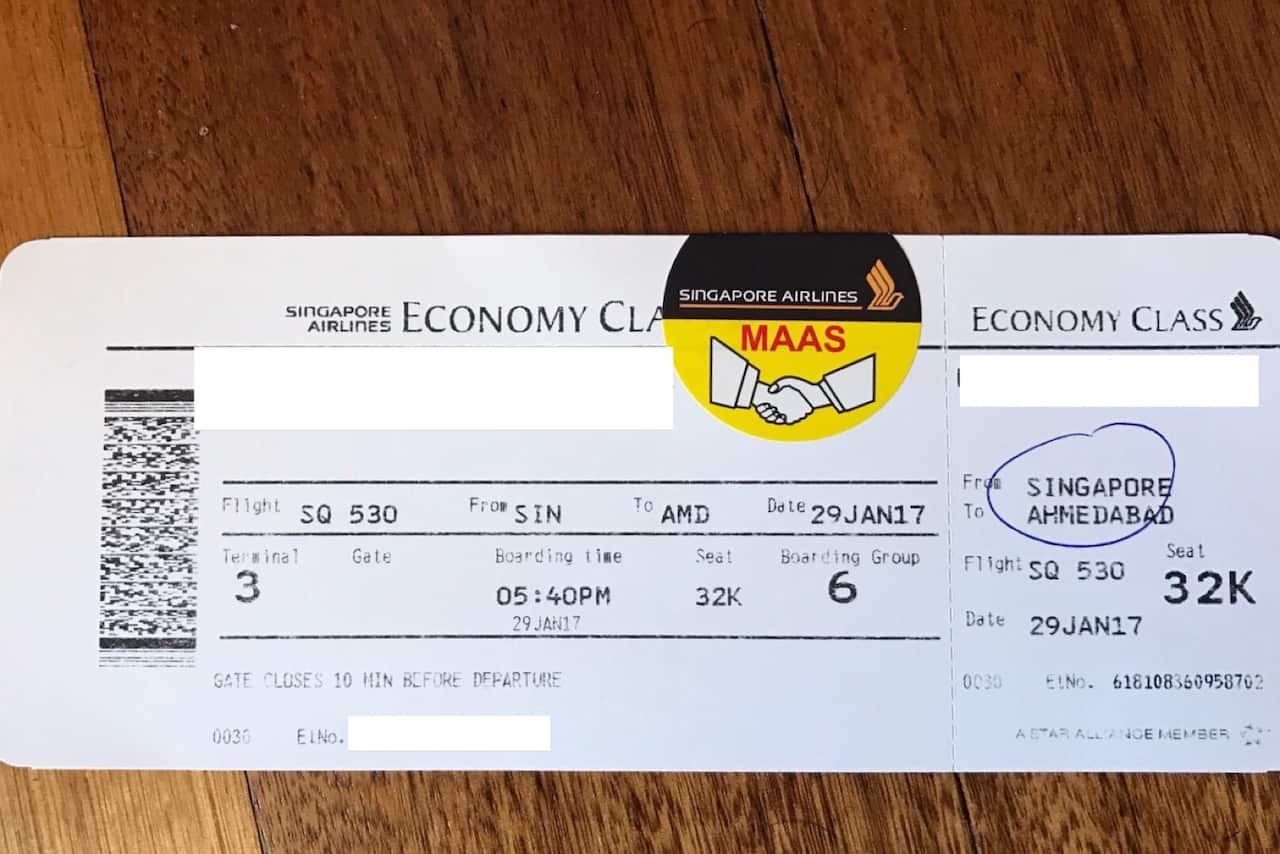 SINGAPORE AIRLINES ECONOMY CLA
SINGAPORE AIRLINES
MAAS
Flight SQ 530 From SIN To AMD Date 29JAN17
Terminal Gate Boarding time Seat Boarding Group
3 05:40PM 32K 6
29JAN17
GATE CLOSES 10 MIN BEFORE DEPARTURE
0030 EtNo.
ECONOMY CLASS
From SINGAPORE
To AHMEDABAD
Flight SQ 530 Seat 32K
Date 29JAN17
0030 EtNo. 618108360958702
A STAR ALLIANCE MEMBER